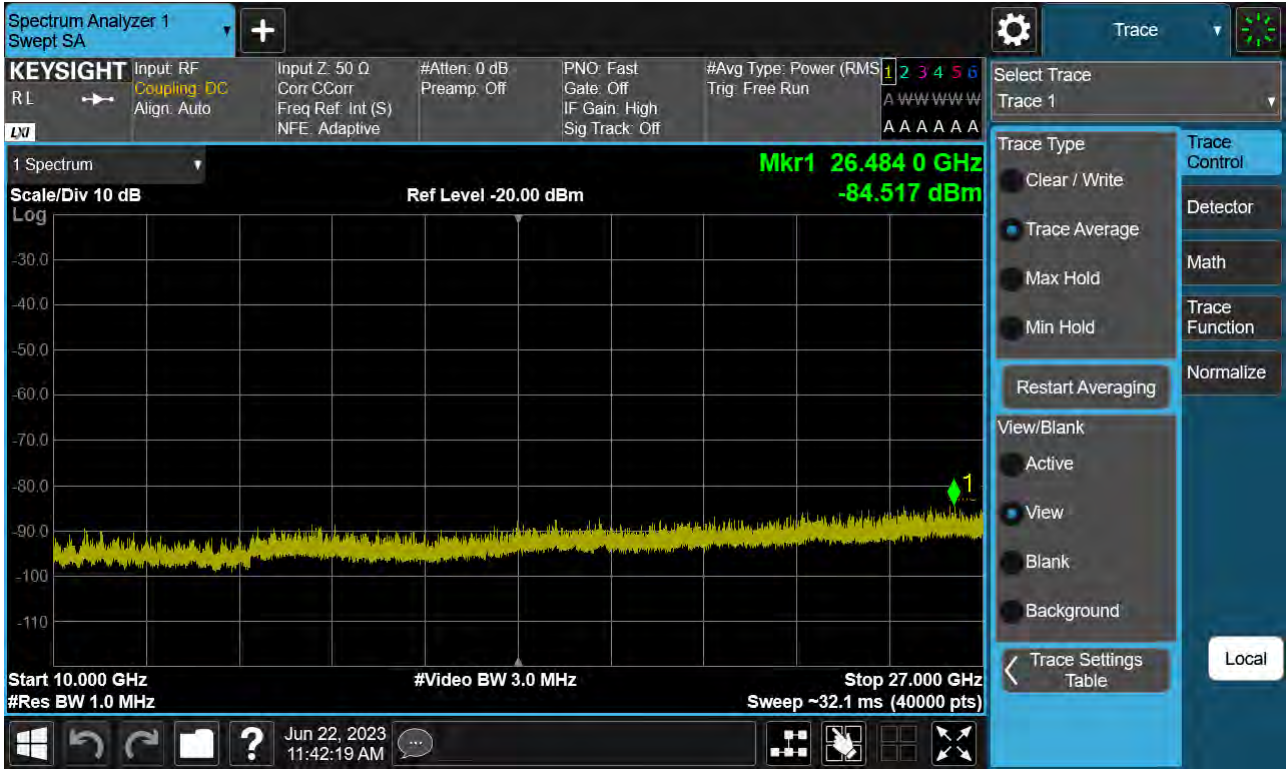 Spectrum Analyzer 1
Swept SA
Trace
KEYSIGHT
R L
LXI
Input: RF
Coupling: DC
Align: Auto
Input Z: 50 Ω
Corr CCorr
Freq Ref: Int (S)
NFE: Adaptive
#Atten: 0 dB
Preamp: Off
PNO: Fast
Gate: Off
IF Gain: High
Sig Track: Off
#Avg Type: Power (RMS
Trig: Free Run
1 2 3 4 5 6
A W W W W W
A A A A A A
Select Trace
Trace 1
1 Spectrum
Scale/Div 10 dB
Ref Level -20.00 dBm
Mkr1 26.484 0 GHz
-84.517 dBm
Log
-30.0
-40.0
-50.0
-60.0
-70.0
-80.0
-90.0
-100
-110
1
Start 10.000 GHz
#Res BW 1.0 MHz
#Video BW 3.0 MHz
Stop 27.000 GHz
Sweep ~32.1 ms (40000 pts)
Trace Type
Clear / Write
Trace Average
Max Hold
Min Hold
Restart Averaging
View/Blank
Active
View
Blank
Background
Trace Settings
Table
Trace
Control
Detector
Math
Trace
Function
Normalize
Local
?
Jun 22, 2023
11:42:19 AM